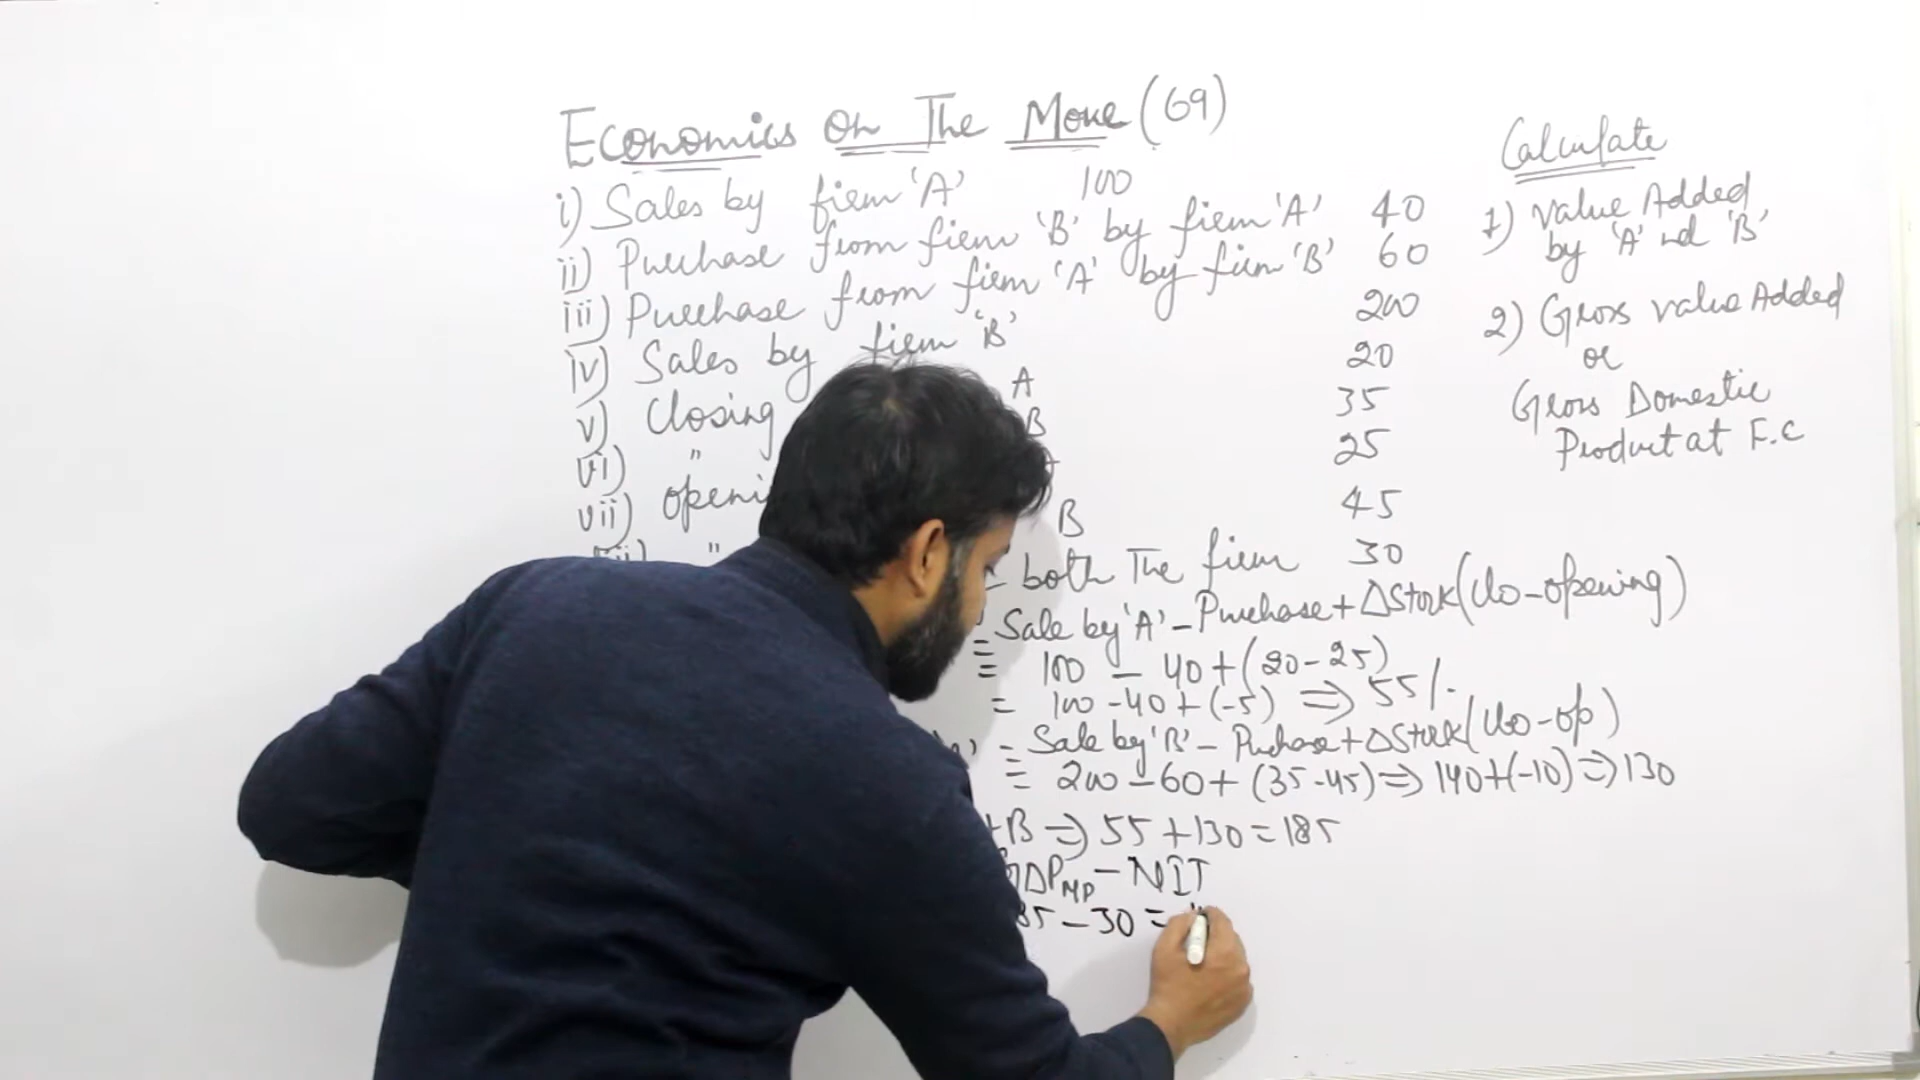 Economics On The Move (69)
i) Sales by firm 'A' 100
ii) Purchase from firm 'B' by firm 'A' 40
iii) Purchase from firm 'A' by firm 'B' 60
iv) Sales by firm 'B' 200
v) Closing A 20
vi) " B 35
vii) openi 25
" B 45
both The firm 30
= Sale by 'A' - Purchase + ΔStock (Clo - opening)
= 100 - 40 + (20 - 25)
= 100 - 40 + (-5) ⇒ 55/.
= Sale by 'B' - Puchase + ΔStock (Clo - op)
= 200 - 60 + (35 - 45) ⇒ 140 + (-10) ⇒ 130
+B ⇒ 55 + 130 = 185
GDP MP - NIT
85 - 30 =
Calculate
1) Value Added
by 'A' nd 'B'
2) Gross Value Added
or
Gross Domestic
Product at F.C